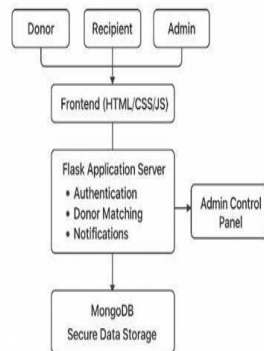 Donor
Recipient
Admin
Frontend (HTML/CSS/JS)
Flask Application Server
• Authentication
• Donor Matching
• Notifications
Admin Control
Panel
MongoDB
Secure Data Storage